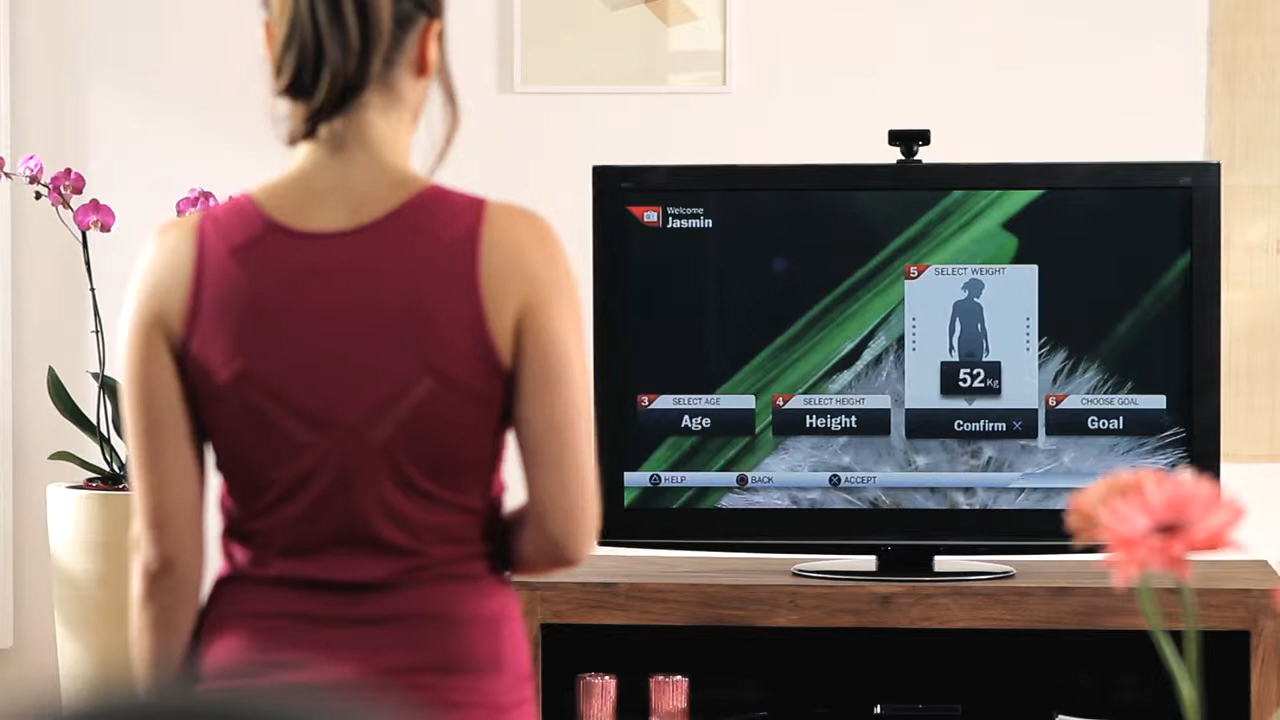 Welcome
Jasmin
5 SELECT WEIGHT
52 Kg
Confirm
3 SELECT AGE
Age
4 SELECT HEIGHT
Height
6 CHOOSE GOAL
Goal
HELP
BACK
ACCEPT